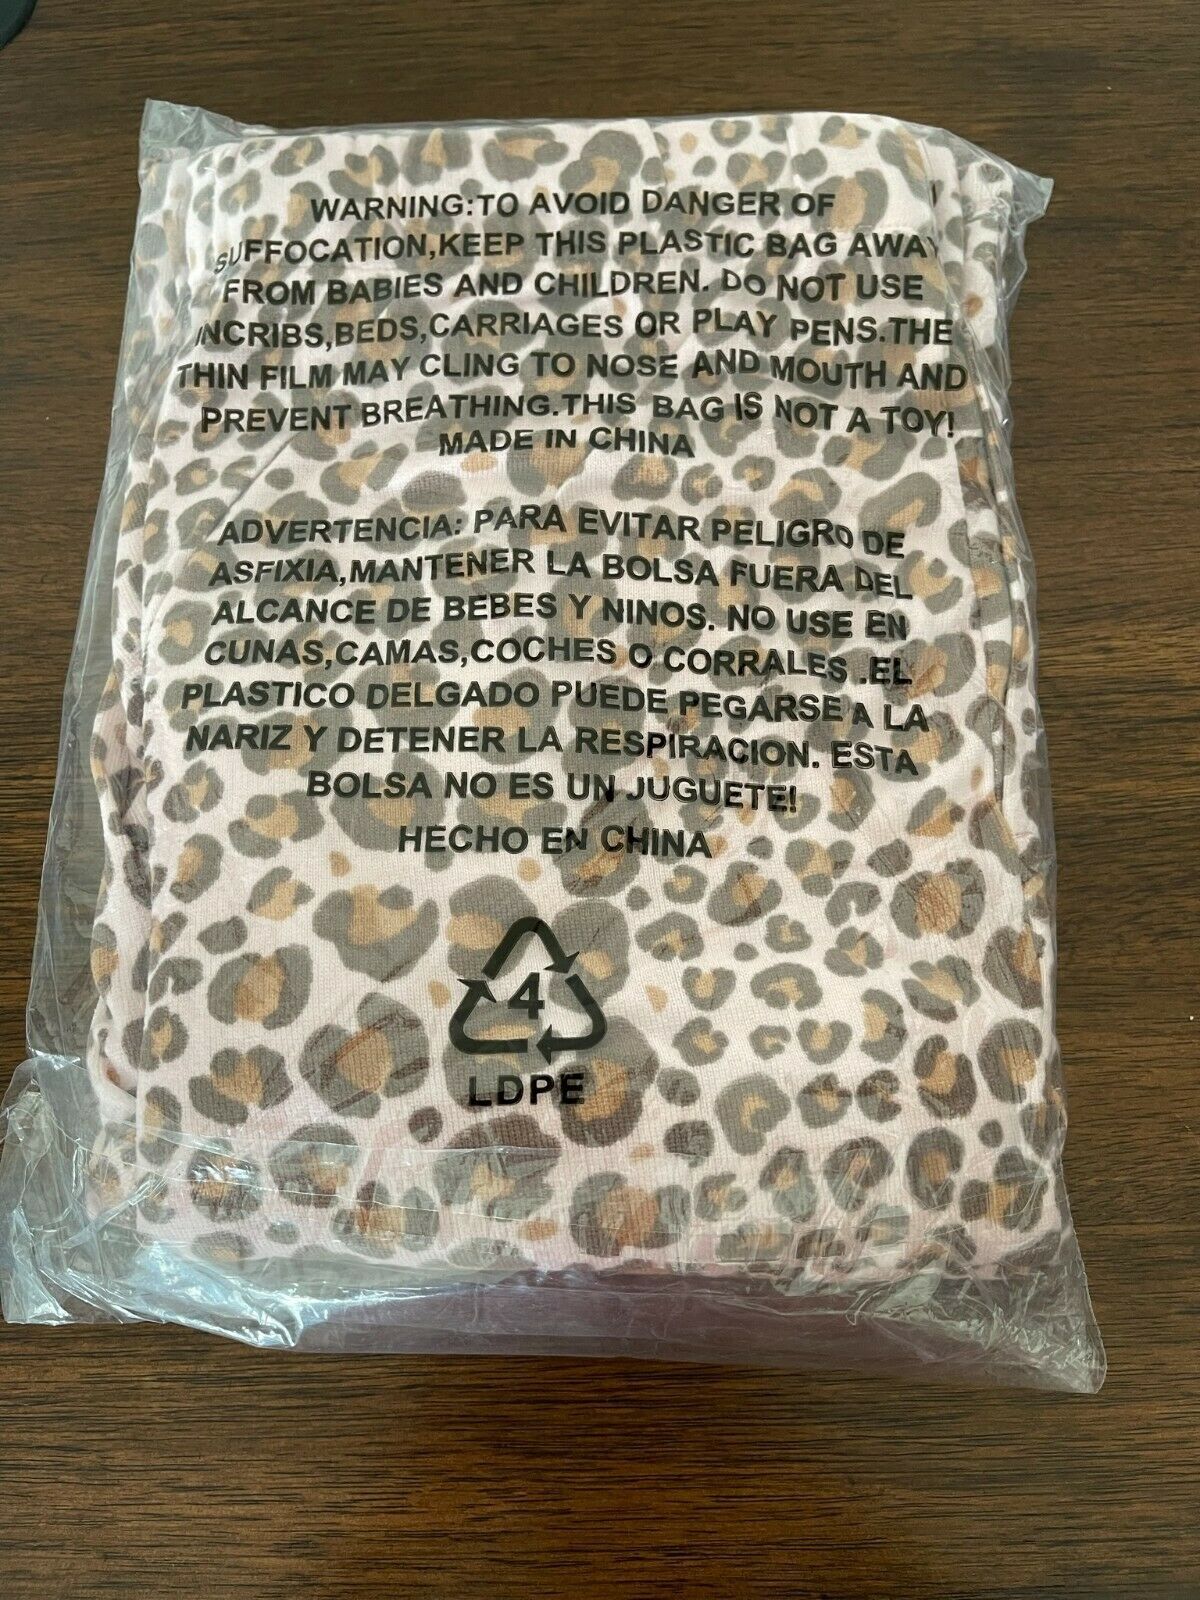 WARNING:TO AVOID DANGER OF
SUFFOCATION,KEEP THIS PLASTIC BAG AWAY
FROM BABIES AND CHILDREN. DO NOT USE
INCRIBS,BEDS,CARRIAGES OR PLAY PENS.THE
THIN FILM MAY CLING TO NOSE AND MOUTH AND
PREVENT BREATHING.THIS BAG IS NOT A TOY!
MADE IN CHINA
ADVERTENCIA: PARA EVITAR PELIGRO DE
ASFIXIA,MANTENER LA BOLSA FUERA DEL
ALCANCE DE BEBES Y NINOS. NO USE EN
CUNAS,CAMAS,COCHES O CORRALES .EL
PLASTICO DELGADO PUEDE PEGARSE A LA
NARIZ Y DETENER LA RESPIRACION. ESTA
BOLSA NO ES UN JUGUETE!
HECHO EN CHINA
4
LDPE